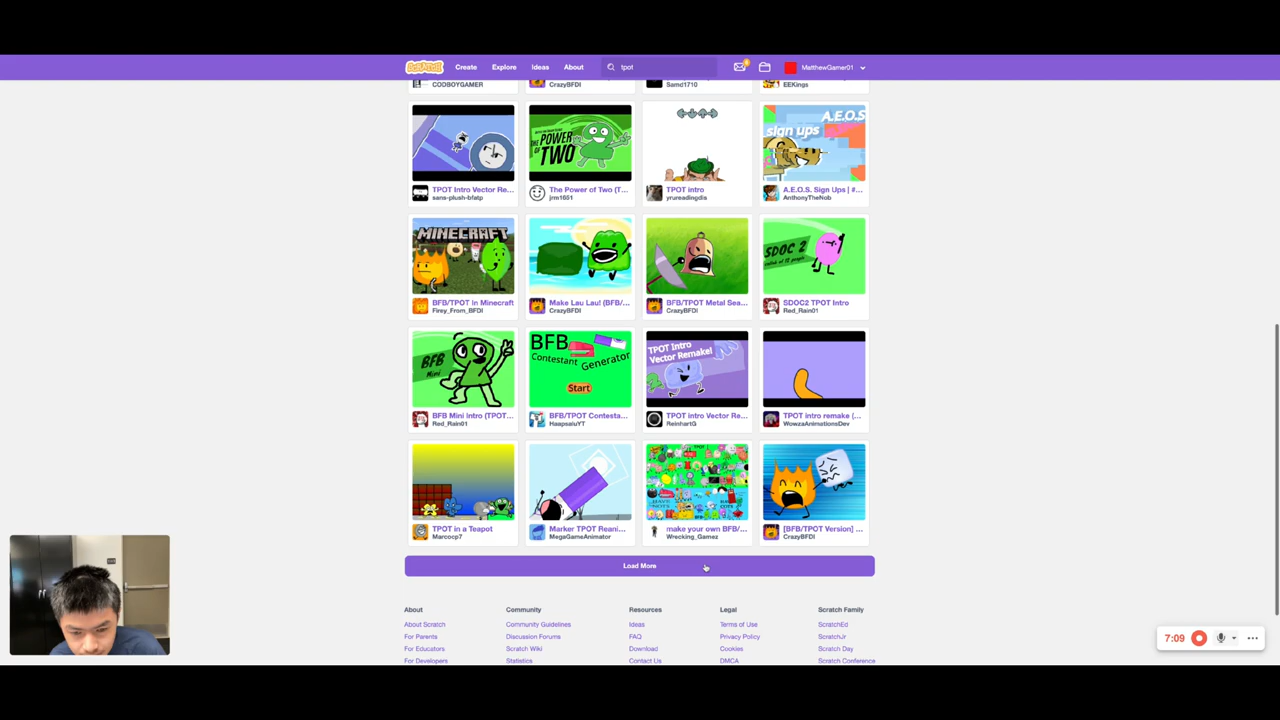 SCRATCH Create Explore Ideas About tpot MatthewGamer01
CODBOYGAMER CrazyBFDI Samd1710 EEKings
THE POWER OF TWO
A.E.O.S
sign ups
TPOT Intro Vector Re... The Power of Two (T... TPOT intro A.E.O.S. Sign Ups | #...
sans-plush-bfatp jrm1651 yrureadingdis AnthonyTheNob
MINECRAFT
SDOC 2
BFB/TPOT in Minecraft Make Lau Lau! (BFB/... BFB/TPOT Metal Sea... SDOC2 TPOT Intro
Firey_From_BFDI CrazyBFDI CrazyBFDI Red_Rain01
BFB
Mini
BFB
Contestant Generator
Start
TPOT Intro
Vector Remake!
BFB Mini Intro (TPOT... BFB/TPOT Contesta... TPOT intro Vector Re... TPOT intro remake (...
Red_Rain01 HaapsaluYT ReinhartG WowzaAnimationsDev
TPOT in a Teapot Marker TPOT Reani... make your own BFB/... [BFB/TPOT Version] ...
Marcocp7 MegaGameAnimator Wrecking_Gamez CrazyBFDI
Load More
About Community Resources Legal Scratch Family
About Scratch Community Guidelines Ideas Terms of Use ScratchEd
For Parents Discussion Forums FAQ Privacy Policy ScratchJr
For Educators Scratch Wiki Download Cookies Scratch Day
For Developers Statistics Contact Us DMCA Scratch Conference
7:09